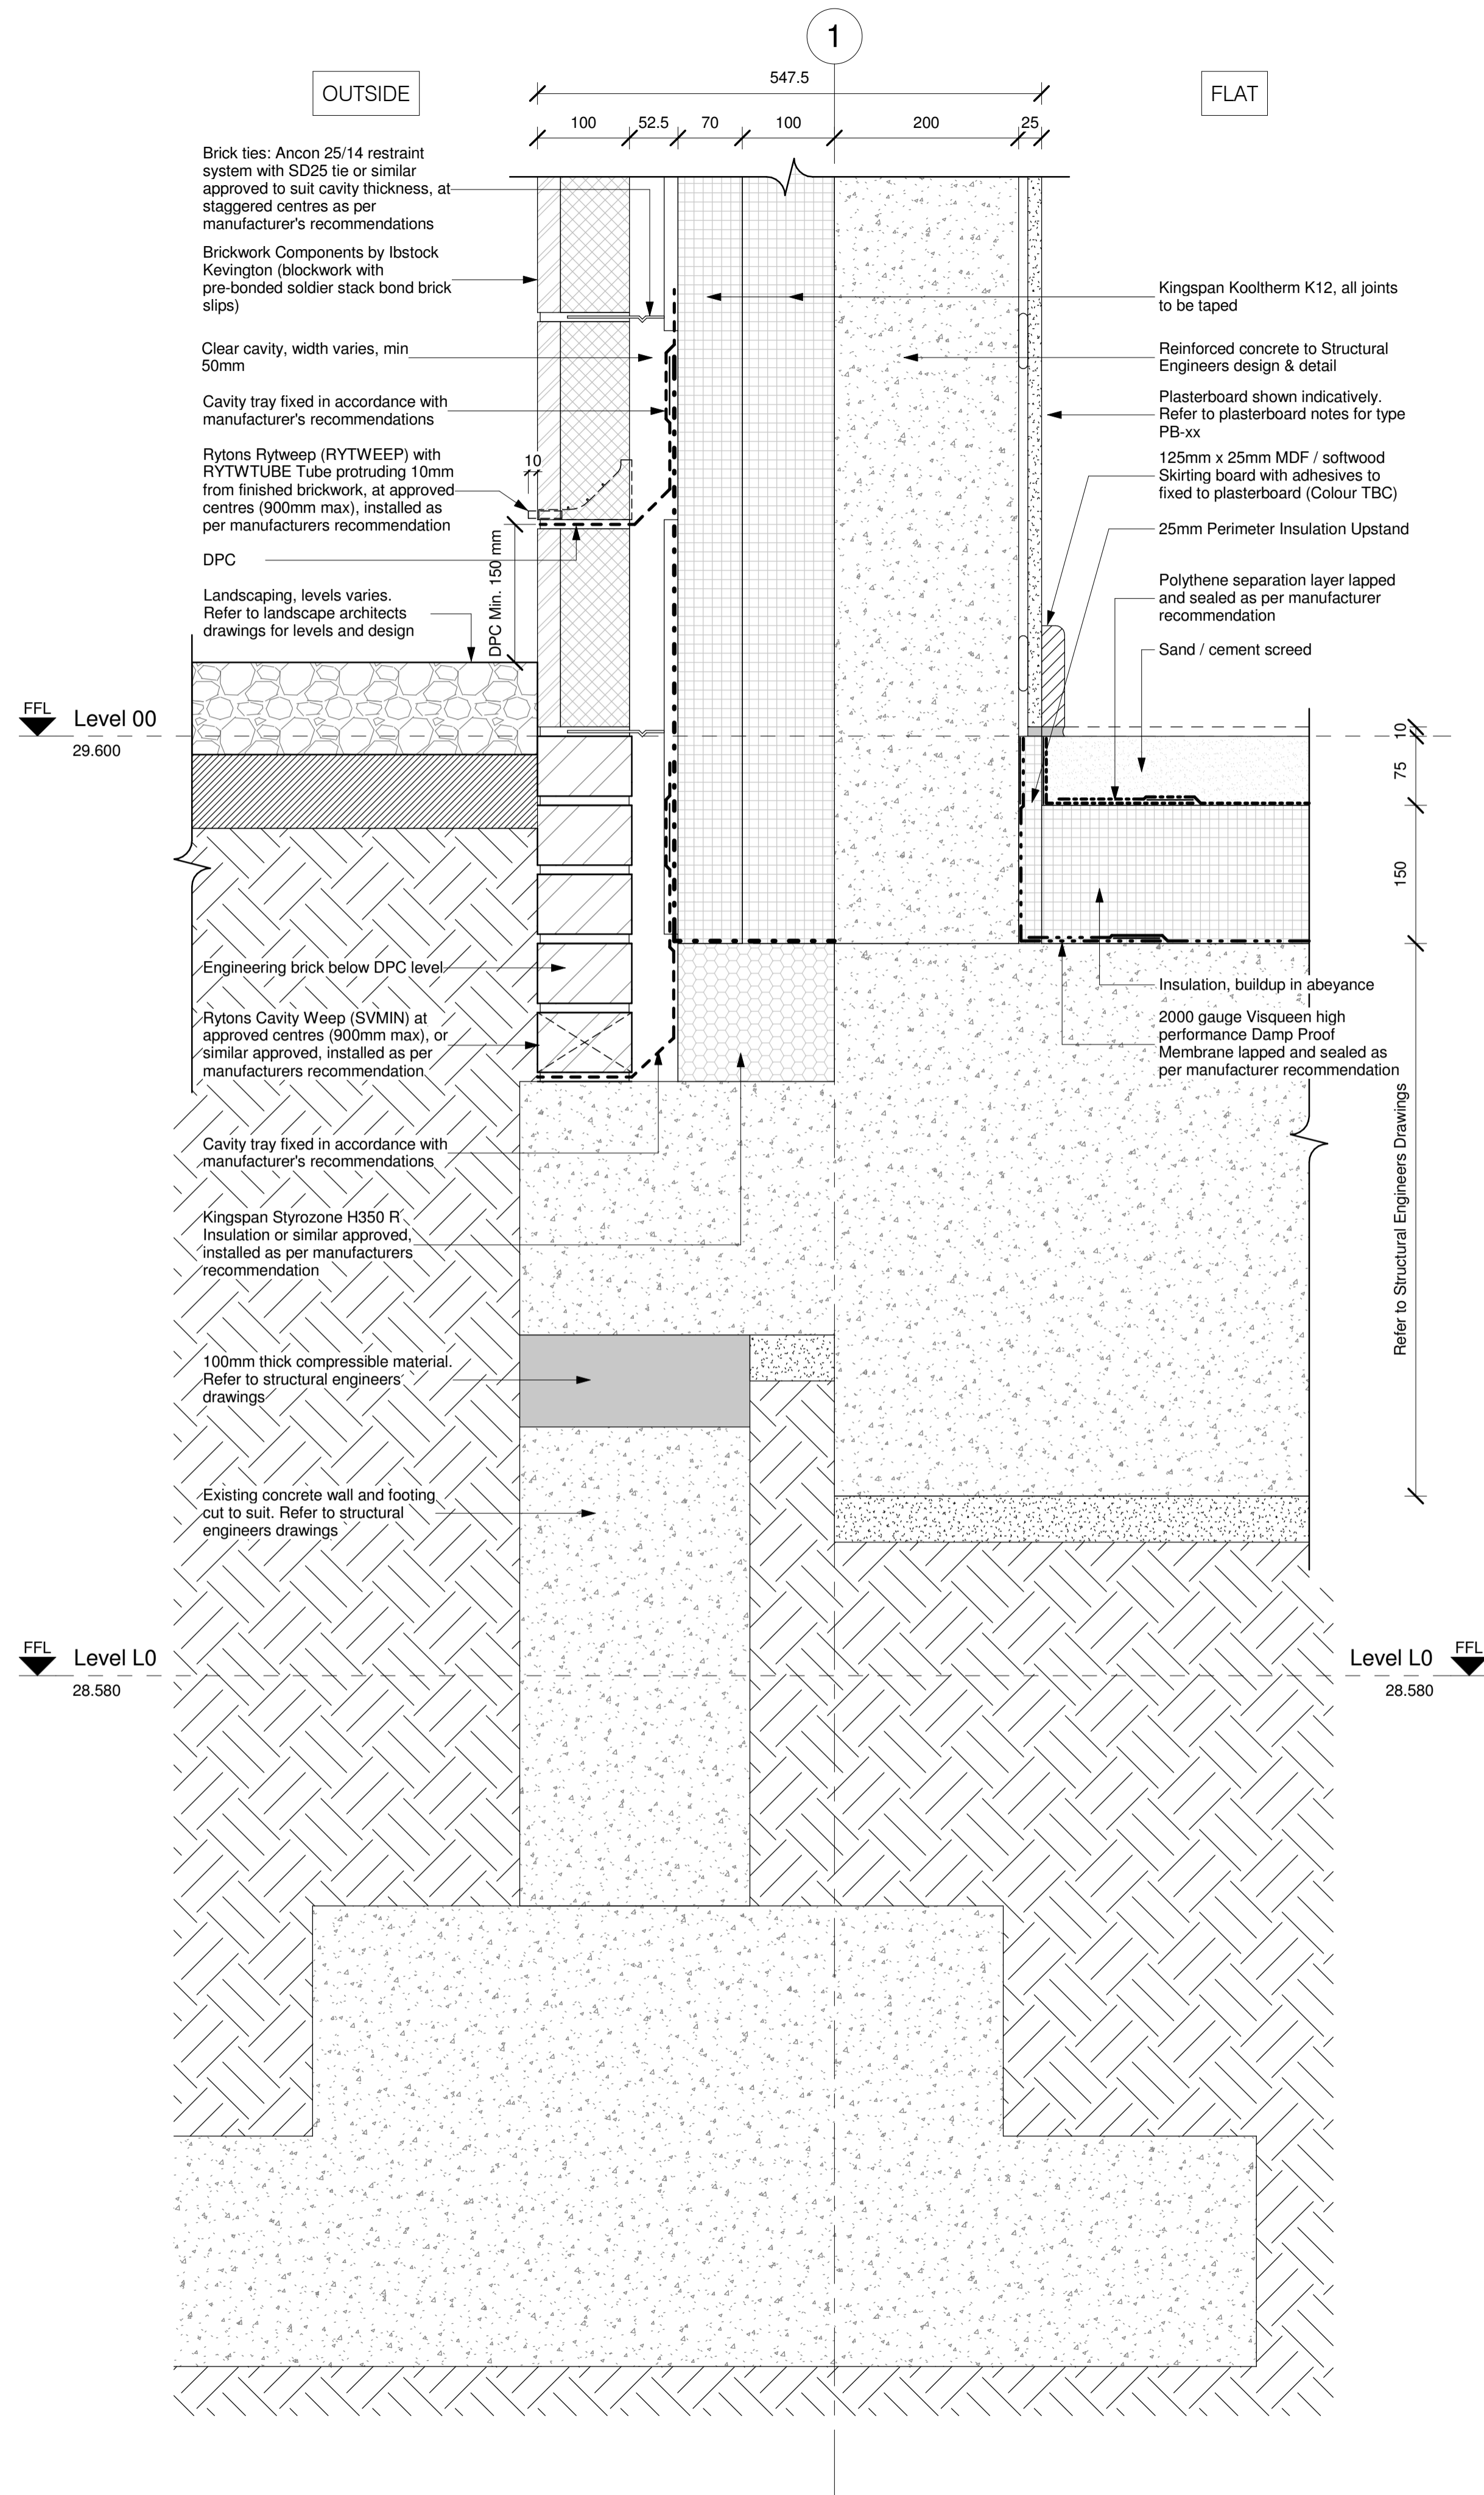 1
OUTSIDE
547.5
FLAT
100
52.5
70
100
200
25
Brick ties: Ancon 25/14 restraint
system with SD25 tie or similar
approved to suit cavity thickness, at
staggered centres as per
manufacturer's recommendations
Brickwork Components by Ibstock
Kevington (blockwork with
pre-bonded soldier stack bond brick
slips)
Clear cavity, width varies, min
50mm
Cavity tray fixed in accordance with
manufacturer's recommendations
Rytons Rytweep (RYTWEEP) with
RYTWTUBE Tube protruding 10mm
from finished brickwork, at approved
centres (900mm max), installed as
per manufacturers recommendation
10
DPC
DPC Min. 150 mm
Landscaping, levels varies.
Refer to landscape architects
drawings for levels and design
Kingspan Kooltherm K12, all joints
to be taped
Reinforced concrete to Structural
Engineers design & detail
Plasterboard shown indicatively.
Refer to plasterboard notes for type
PB-xx
125mm x 25mm MDF / softwood
Skirting board with adhesives to
fixed to plasterboard (Colour TBC)
25mm Perimeter Insulation Upstand
Polythene separation layer lapped
and sealed as per manufacturer
recommendation
Sand / cement screed
FFL
Level 00
29.600
10
75
150
Engineering brick below DPC level
Rytons Cavity Weep (SVMIN) at
approved centres (900mm max), or
similar approved, installed as per
manufacturers recommendation
Insulation, buildup in abeyance
2000 gauge Visqueen high
performance Damp Proof
Membrane lapped and sealed as
per manufacturer recommendation
Refer to Structural Engineers Drawings
Cavity tray fixed in accordance with
manufacturer's recommendations
Kingspan Styrozone H350 R
Insulation or similar approved,
installed as per manufacturers
recommendation
100mm thick compressible material.
Refer to structural engineers
drawings
Existing concrete wall and footing
cut to suit. Refer to structural
engineers drawings
FFL
Level L0
28.580
Level L0
FFL
28.580